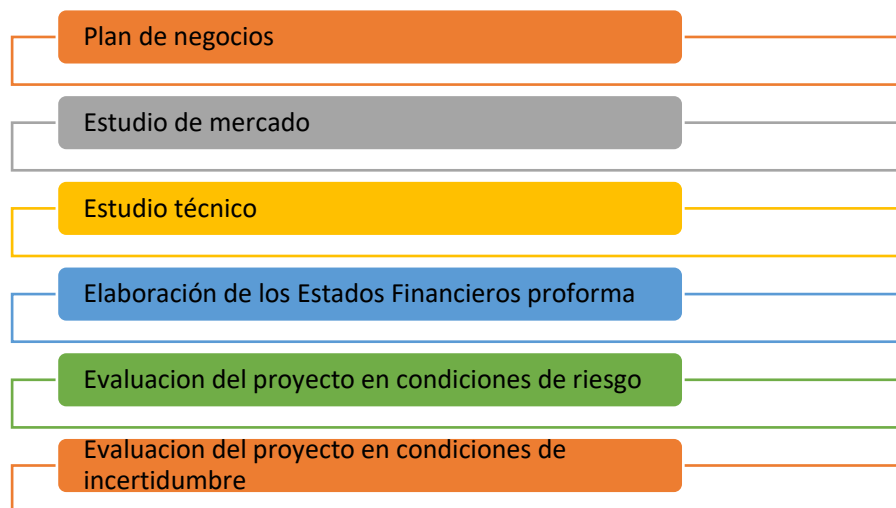 Plan de negocios
Estudio de mercado
Estudio técnico
Elaboración de los Estados Financieros proforma
Evaluacion del proyecto en condiciones de riesgo
Evaluacion del proyecto en condiciones de
incertidumbre